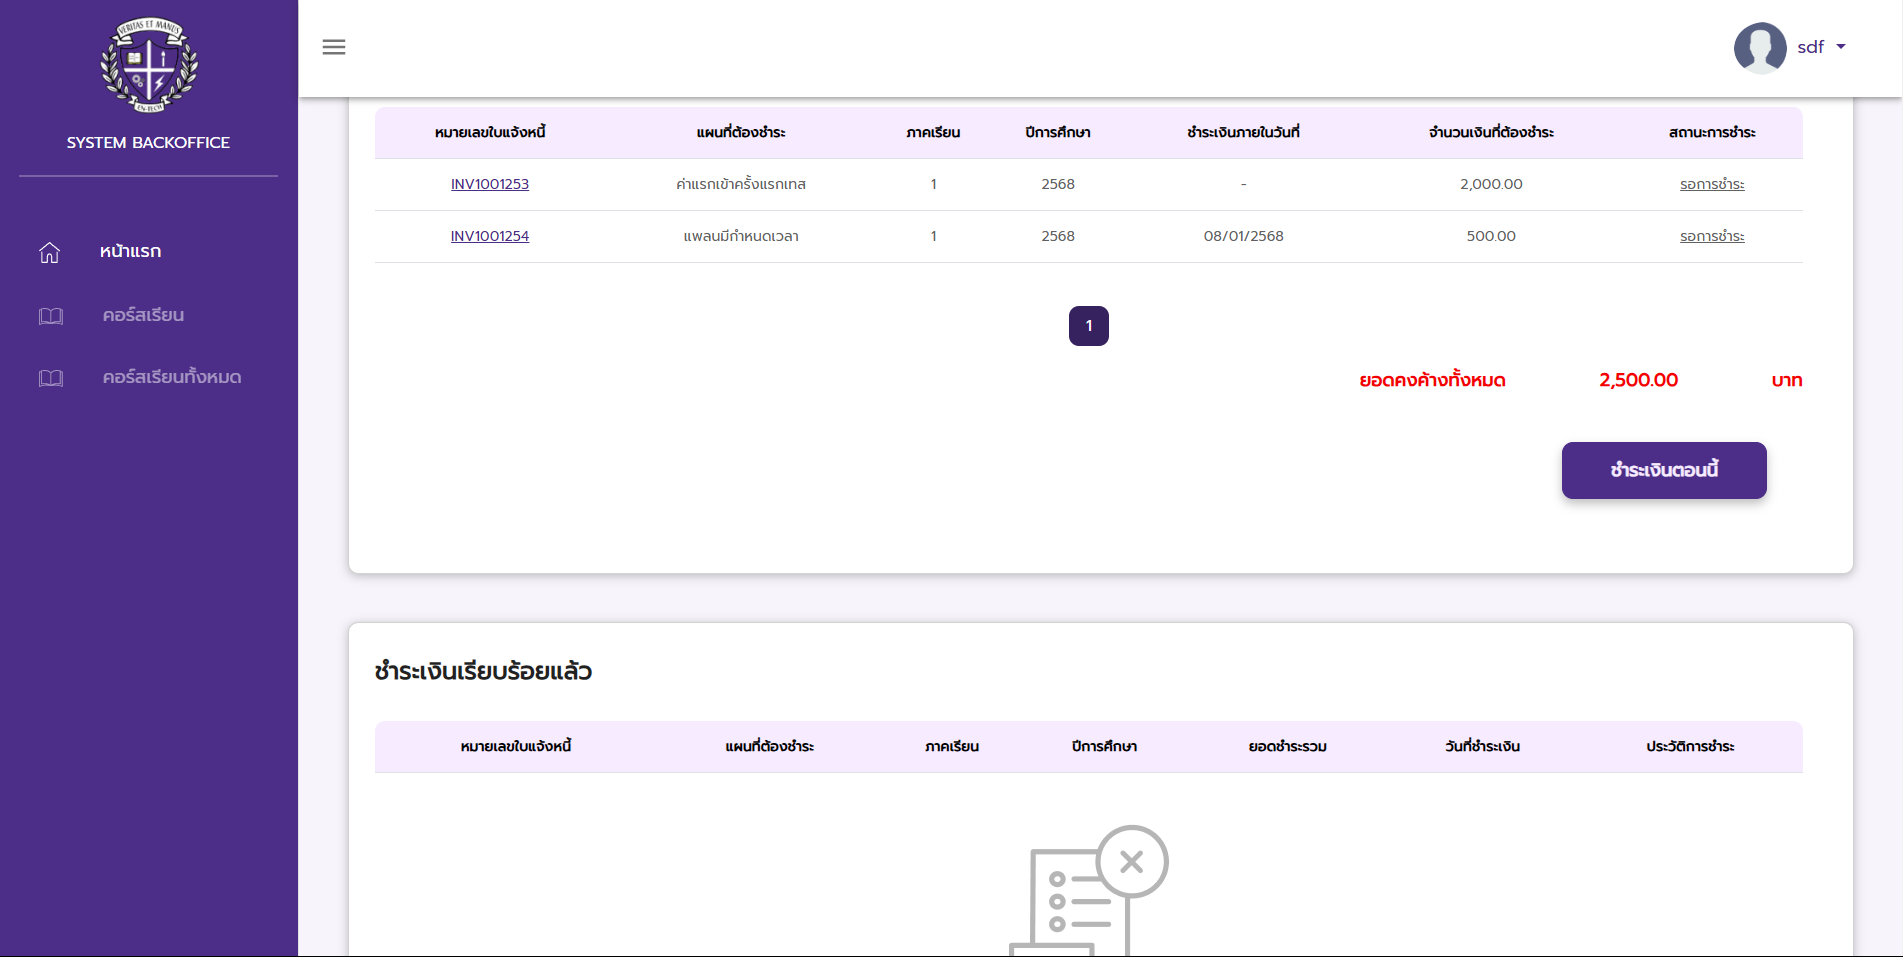 VERITAS ET MANUS
EN-TECH
SYSTEM BACKOFFICE
หน้าแรก
คอร์สเรียน
คอร์สเรียนทั้งหมด
sdf
หมายเลขใบแจ้งหนี้ แผนที่ต้องชำระ ภาคเรียน ปีการศึกษา ชำระเงินภายในวันที่ จำนวนเงินที่ต้องชำระ สถานะการชำระ
INV1001253 ค่าแรกเข้าครั้งแรกเทส 1 2568 - 2,000.00 รอการชำระ
INV1001254 แพลนมีกำหนดเวลา 1 2568 08/01/2568 500.00 รอการชำระ
1
ยอดคงค้างทั้งหมด 2,500.00 บาท
ชำระเงินตอนนี้
ชำระเงินเรียบร้อยแล้ว
หมายเลขใบแจ้งหนี้ แผนที่ต้องชำระ ภาคเรียน ปีการศึกษา ยอดชำระรวม วันที่ชำระเงิน ประวัติการชำระ